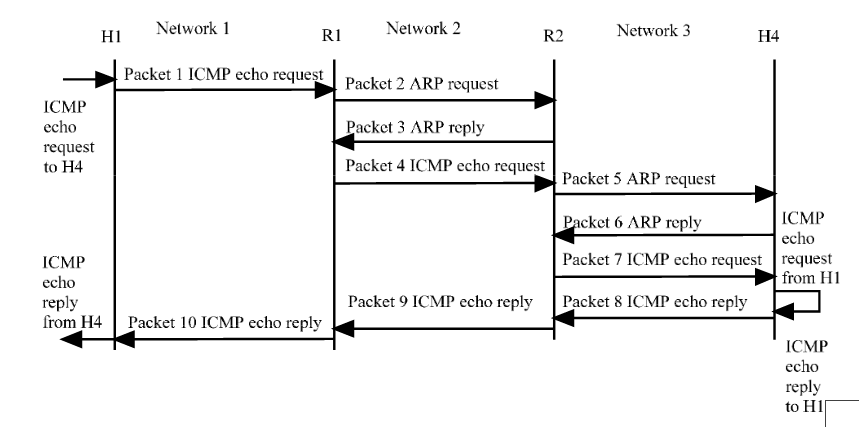 H1
Network 1
R1
Network 2
R2
Network 3
H4
Packet 1 ICMP echo request
Packet 2 ARP request
ICMP
echo
request
to H4
Packet 3 ARP reply
Packet 4 ICMP echo request
Packet 5 ARP request
Packet 6 ARP reply
ICMP
echo
request
from H1
Packet 7 ICMP echo request
ICMP
echo
reply
from H4
Packet 8 ICMP echo reply
Packet 9 ICMP echo reply
Packet 10 ICMP echo reply
ICMP
echo
reply
to H1